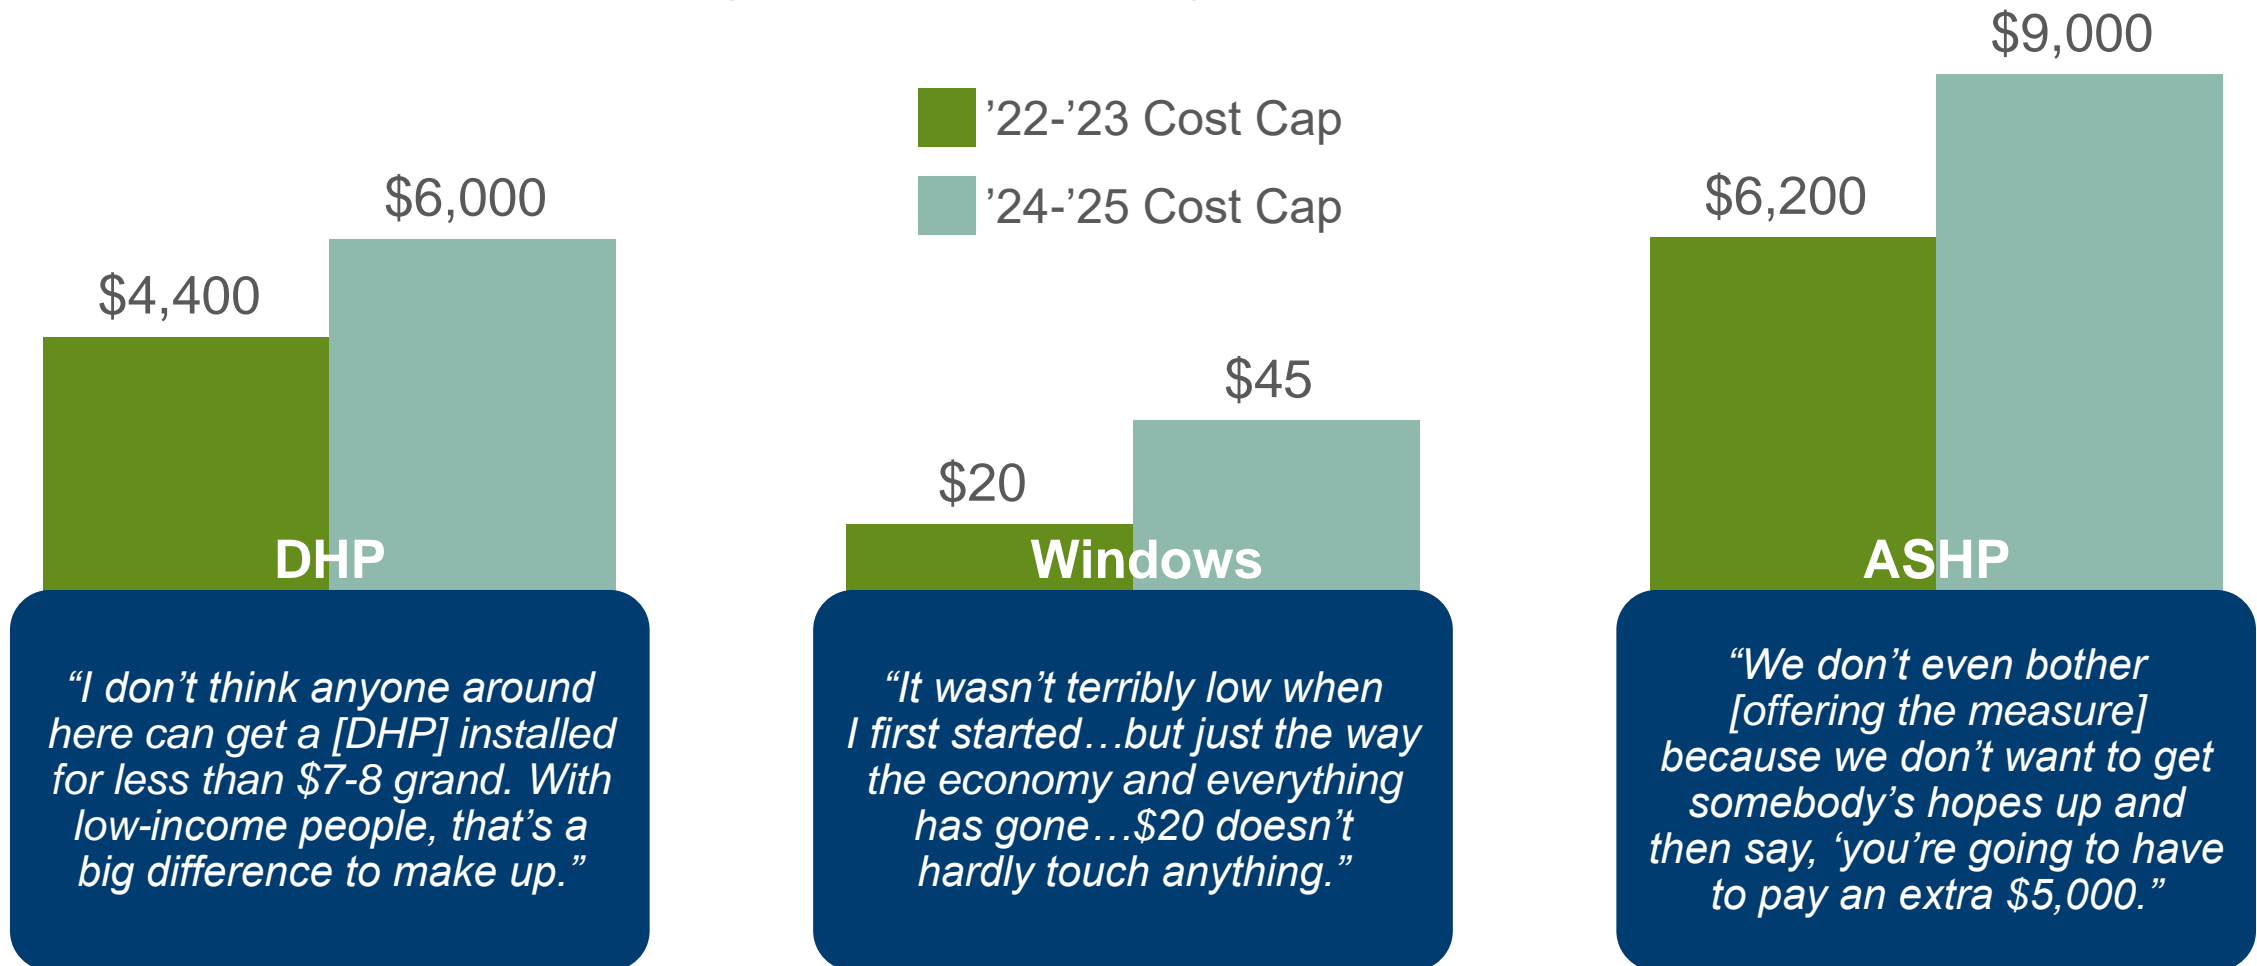 $9,000
’22-’23 Cost Cap
’24-’25 Cost Cap
$6,000
$6,200
$4,400
$45
$20
DHP
Windows
ASHP
“I don’t think anyone around
here can get a [DHP] installed
for less than $7-8 grand. With
low-income people, that’s a
big difference to make up.”
“It wasn’t terribly low when
I first started…but just the way
the economy and everything
has gone…$20 doesn’t
hardly touch anything.”
“We don’t even bother
[offering the measure]
because we don’t want to get
somebody’s hopes up and
then say, ‘you’re going to have
to pay an extra $5,000.”